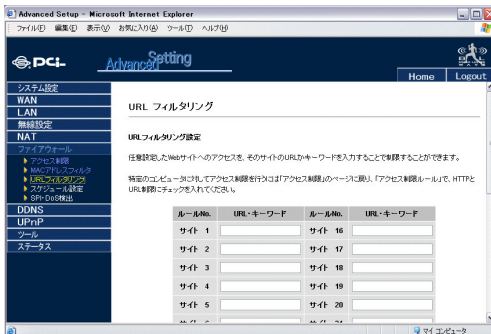 Advanced Setup - Microsoft Internet Explorer
ファイル(F) 編集(E) 表示(V) お気に入り(A) ツール(T) ヘルプ(H)
PCi
Advanced Setting
Home Logout
システム設定
WAN
LAN
無線設定
NAT
ファイアウォール
アクセス制限
MACアドレスフィルタ
URLフィルタリング
スケジュール設定
SPI・DoS検出
DDNS
UPnP
ツール
ステータス
URL フィルタリング
URLフィルタリング設定
任意設定したWebサイトへのアクセスを、そのサイトのURLやキーワードを入力することで制限することができます。
特定のコンピュータに対してアクセス制限を行うには「アクセス制限」のページに戻り、「アクセス制限ルール」で、HTTPと
URL制限にチェックを入れてください。
ルールNo. URL・キーワード ルールNo. URL・キーワード
サイト 1 サイト 16
サイト 2 サイト 17
サイト 3 サイト 18
サイト 4 サイト 19
サイト 5 サイト 20
マイ コンピュータ